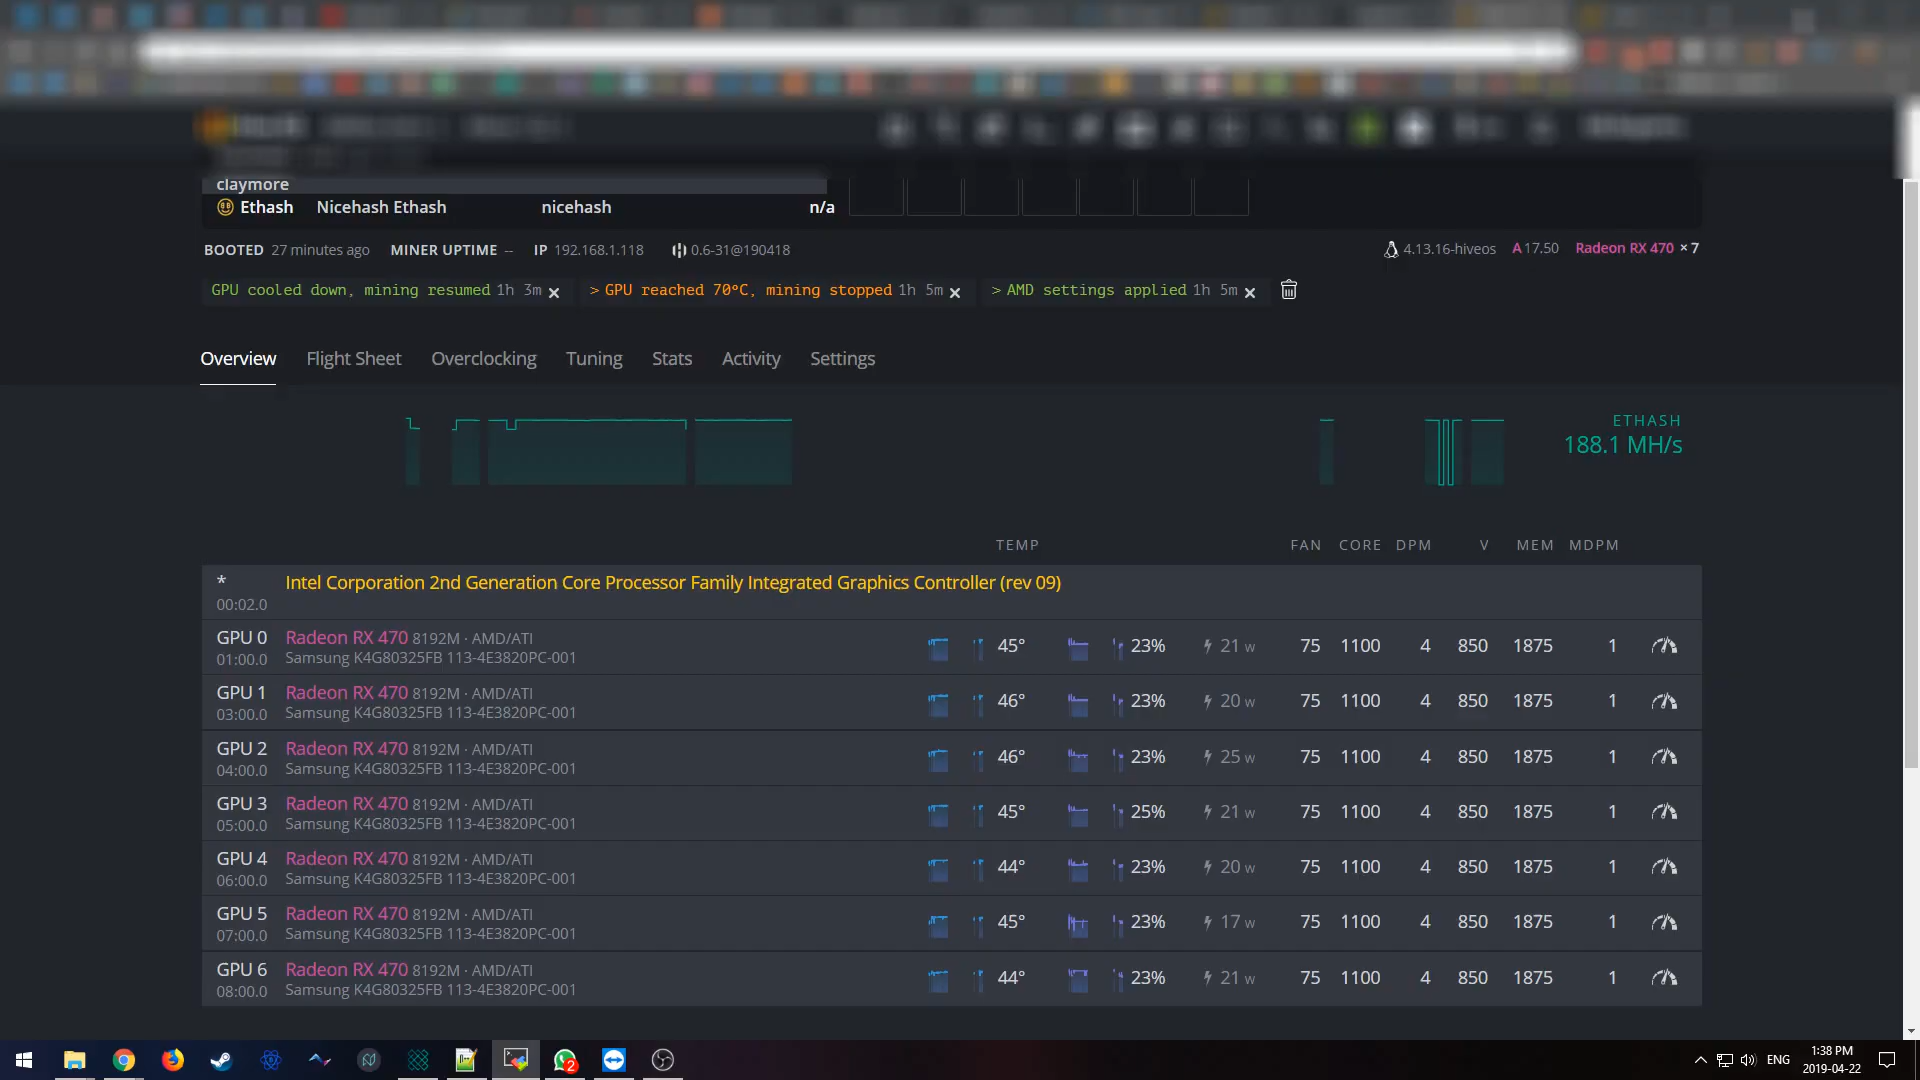 claymore
Ethash Nicehash Ethash nicehash n/a
BOOTED 27 minutes ago MINER UPTIME -- IP 192.168.1.118 0.6-31@190418 4.13.16-hiveos A 17.50 Radeon RX 470 × 7
GPU cooled down, mining resumed 1h 3m × > GPU reached 70°C, mining stopped 1h 5m × > AMD settings applied 1h 5m ×
Overview Flight Sheet Overclocking Tuning Stats Activity Settings
ETHASH
188.1 MH/s
TEMP FAN CORE DPM V MEM MDPM
* Intel Corporation 2nd Generation Core Processor Family Integrated Graphics Controller (rev 09)
00:02.0
GPU 0 Radeon RX 470 8192M · AMD/ATI 45° 23% 21 w 75 1100 4 850 1875 1
01:00.0 Samsung K4G80325FB 113-4E3820PC-001
GPU 1 Radeon RX 470 8192M · AMD/ATI 46° 23% 20 w 75 1100 4 850 1875 1
03:00.0 Samsung K4G80325FB 113-4E3820PC-001
GPU 2 Radeon RX 470 8192M · AMD/ATI 46° 23% 25 w 75 1100 4 850 1875 1
04:00.0 Samsung K4G80325FB 113-4E3820PC-001
GPU 3 Radeon RX 470 8192M · AMD/ATI 45° 25% 21 w 75 1100 4 850 1875 1
05:00.0 Samsung K4G80325FB 113-4E3820PC-001
GPU 4 Radeon RX 470 8192M · AMD/ATI 44° 23% 20 w 75 1100 4 850 1875 1
06:00.0 Samsung K4G80325FB 113-4E3820PC-001
GPU 5 Radeon RX 470 8192M · AMD/ATI 45° 23% 17 w 75 1100 4 850 1875 1
07:00.0 Samsung K4G80325FB 113-4E3820PC-001
GPU 6 Radeon RX 470 8192M · AMD/ATI 44° 23% 21 w 75 1100 4 850 1875 1
08:00.0 Samsung K4G80325FB 113-4E3820PC-001
2 ENG 1:38 PM
2019-04-22